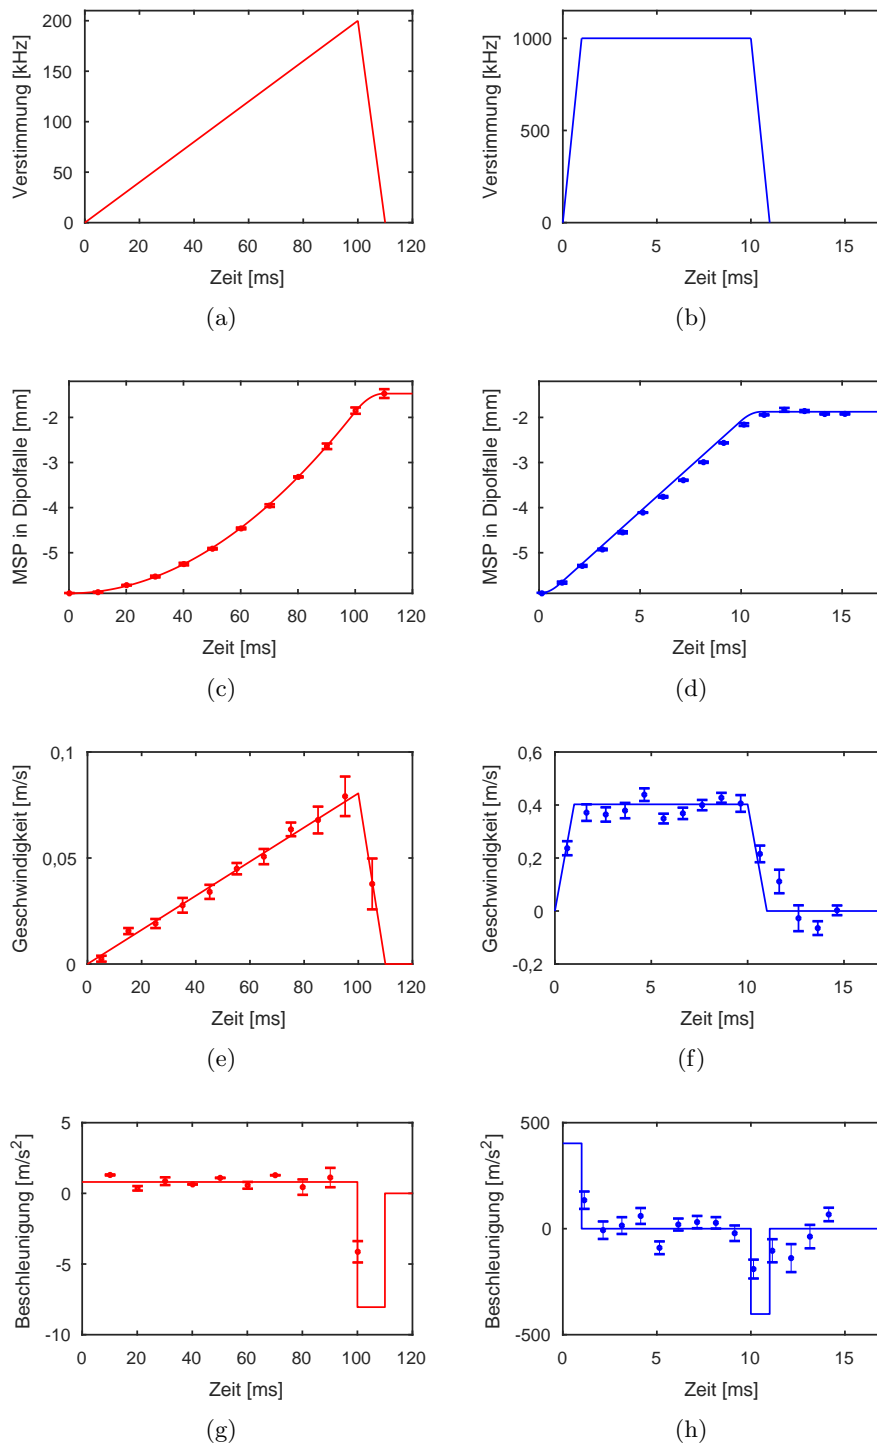 Verstimmung [kHz]
200
150
100
50
0
0 20 40 60 80 100 120
Zeit [ms]
(a)
Verstimmung [kHz]
1000
500
0
0 5 10 15
Zeit [ms]
(b)
MSP in Dipolfalle [mm]
-2
-3
-4
-5
0 20 40 60 80 100 120
Zeit [ms]
(c)
MSP in Dipolfalle [mm]
-2
-3
-4
-5
0 5 10 15
Zeit [ms]
(d)
Geschwindigkeit [m/s]
0,1
0,05
0
0 20 40 60 80 100 120
Zeit [ms]
(e)
Geschwindigkeit [m/s]
0,6
0,4
0,2
0
-0,2
0 5 10 15
Zeit [ms]
(f)
Beschleunigung [m/s²]
5
0
-5
-10
0 20 40 60 80 100 120
Zeit [ms]
(g)
Beschleunigung [m/s²]
500
0
-500
0 5 10 15
Zeit [ms]
(h)